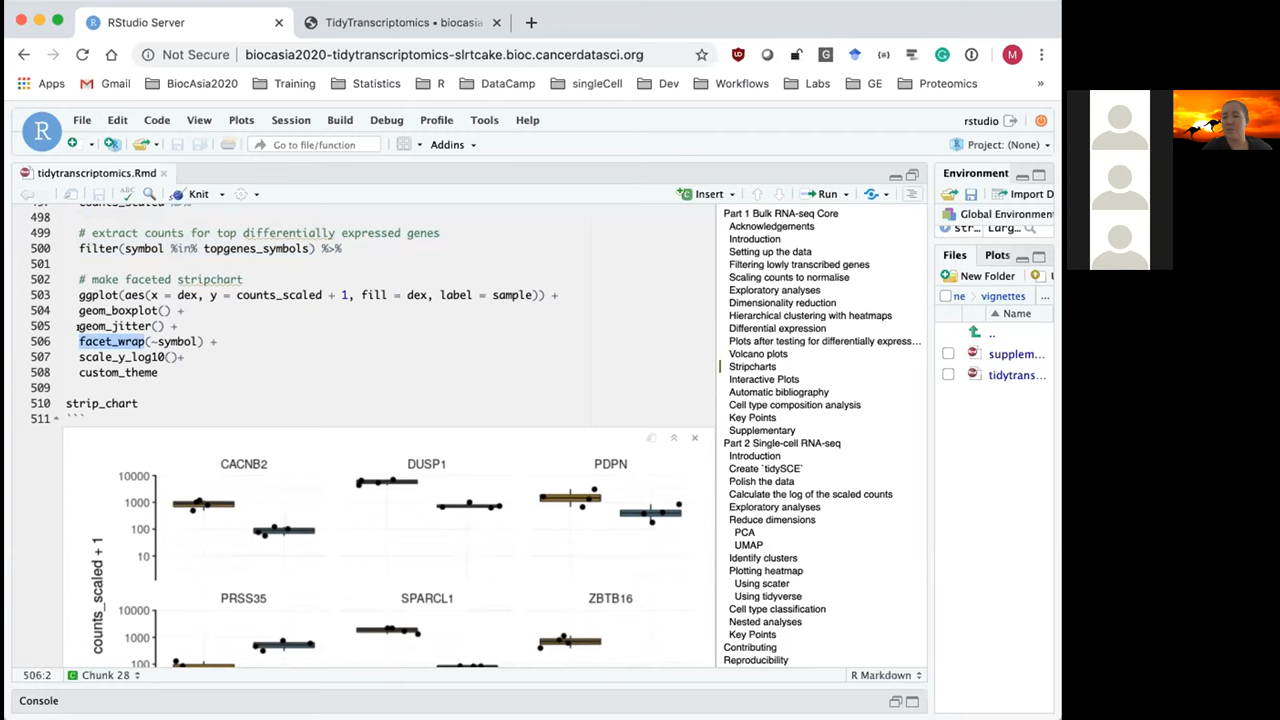 RStudio Server
TidyTranscriptomics • biocasia
Not Secure
biocasia2020-tidytranscriptomics-slrtcake.bioc.cancerdatasci.org
M
Apps
Gmail
BiocAsia2020
Training
Statistics
R
DataCamp
singleCell
Dev
Workflows
Labs
GE
Proteomics
»
R
File
Edit
Code
View
Plots
Session
Build
Debug
Profile
Tools
Help
rstudio
Go to file/function
Addins
Project: (None)
tidytranscriptomics.Rmd
ABC
Knit
Insert
Run
498
499 # extract counts for top differentially expressed genes
500 filter(symbol %in% topgenes_symbols) %>%
501
502 # make faceted stripchart
503 ggplot(aes(x = dex, y = counts_scaled + 1, fill = dex, label = sample)) +
504 geom_boxplot() +
505 geom_jitter() +
506 facet_wrap(~symbol) +
507 scale_y_log10()+
508 custom_theme
509
510 strip_chart
511 ```
CACNB2
DUSP1
PDPN
10000
1000
100
10
PRSS35
SPARCL1
ZBTB16
10000
1000
100
counts_scaled + 1
Part 1 Bulk RNA-seq Core
Acknowledgements
Introduction
Setting up the data
Filtering lowly transcribed genes
Scaling counts to normalise
Exploratory analyses
Dimensionality reduction
Hierarchical clustering with heatmaps
Differential expression
Plots after testing for differentially express...
Volcano plots
Stripcharts
Interactive Plots
Automatic bibliography
Cell type composition analysis
Key Points
Supplementary
Part 2 Single-cell RNA-seq
Introduction
Create `tidySCE`
Polish the data
Calculate the log of the scaled counts
Exploratory analyses
Reduce dimensions
PCA
UMAP
Identify clusters
Plotting heatmap
Using scater
Using tidyverse
Cell type classification
Nested analyses
Key Points
Contributing
Reproducibility
506:2
Chunk 28
R Markdown
Console
Environment
Import D
Global Environm
Files
Plots
New Folder
ne
vignettes
...
Name
..
supplem...
tidytrans...